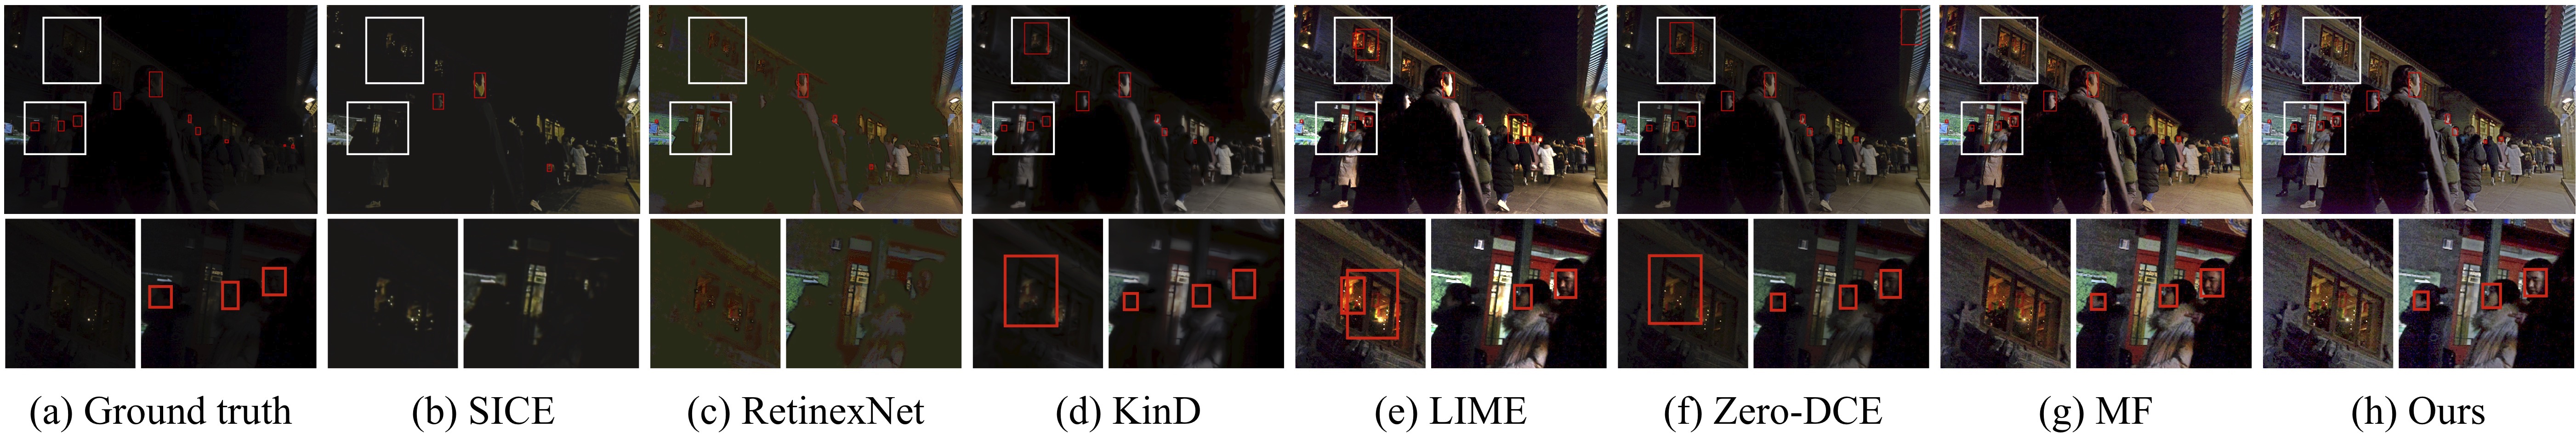 (a) Ground truth
(b) SICE
(c) RetinexNet
(d) KinD
(e) LIME
(f) Zero-DCE
(g) MF
(h) Ours